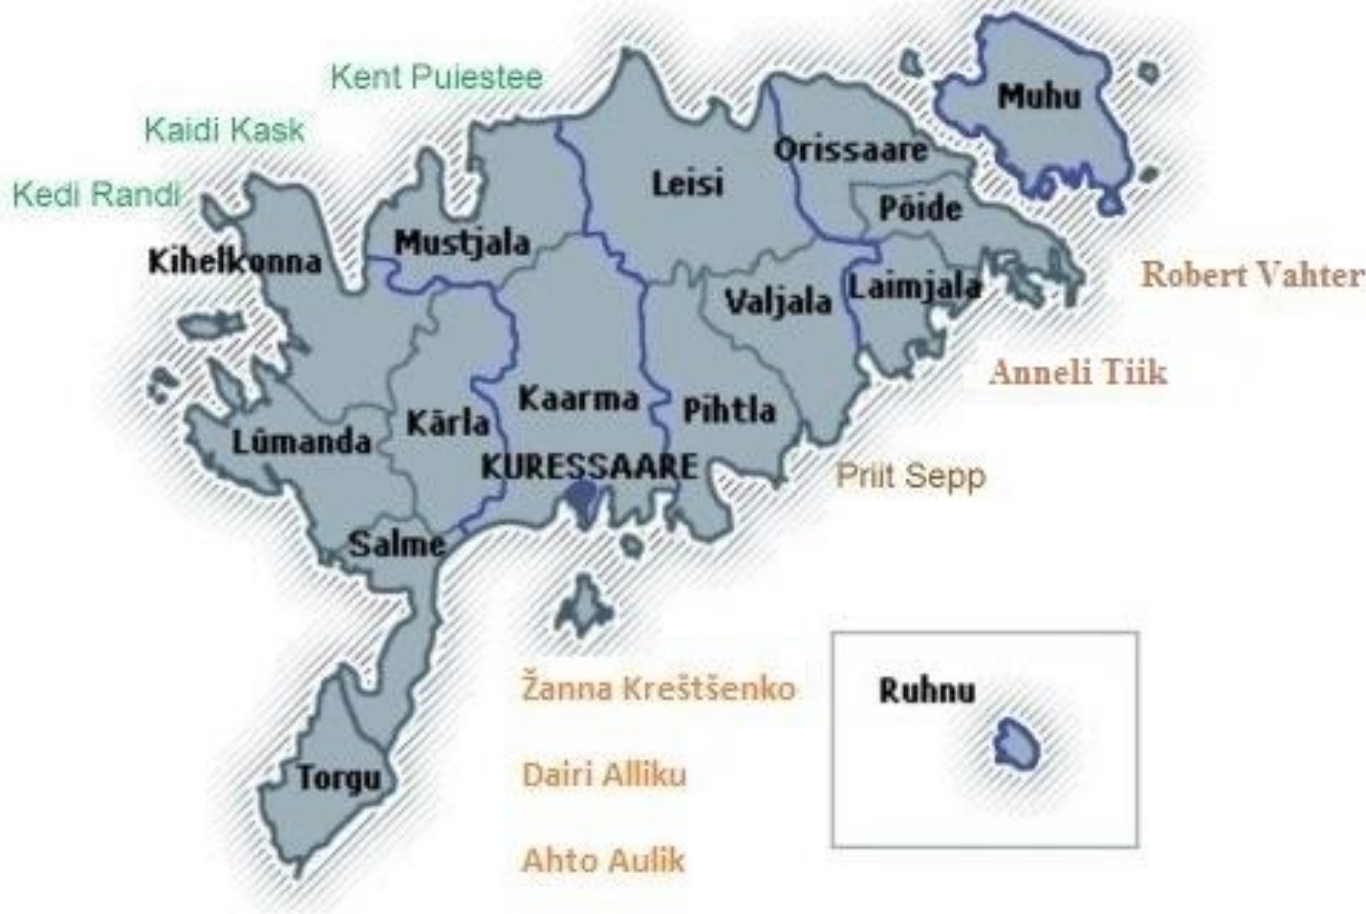 Kent Puiestee
Muhu
Kaidi Kask
Orissaare
Leisi
Kedi Randi
Põide
Mustjala
Kihelkonna
Robert Vahter
Laimjala
Valjala
Anneli Tiik
Kaarma
Pihtla
Kärla
Lümanda
KURESSAARE
Priit Sepp
Salme
Žanna Kreštšenko
Ruhnu
Dairi Alliku
Torgu
Ahto Aulik